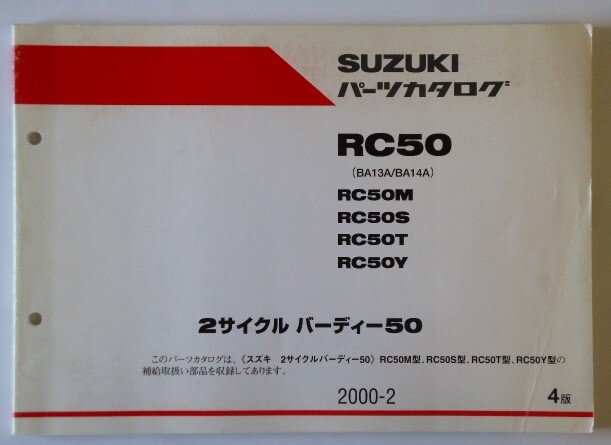 SUZUKI
パーツカタログ
RC50
(BA13A/BA14A)
RC50M
RC50S
RC50T
RC50Y
2サイクル バーディー50
このパーツカタログは、《スズキ 2サイクルバーディー50》RC50M型、RC50S型、RC50T型、RC50Y型の
補給取扱い部品を収録してあります。
2000-2
4版